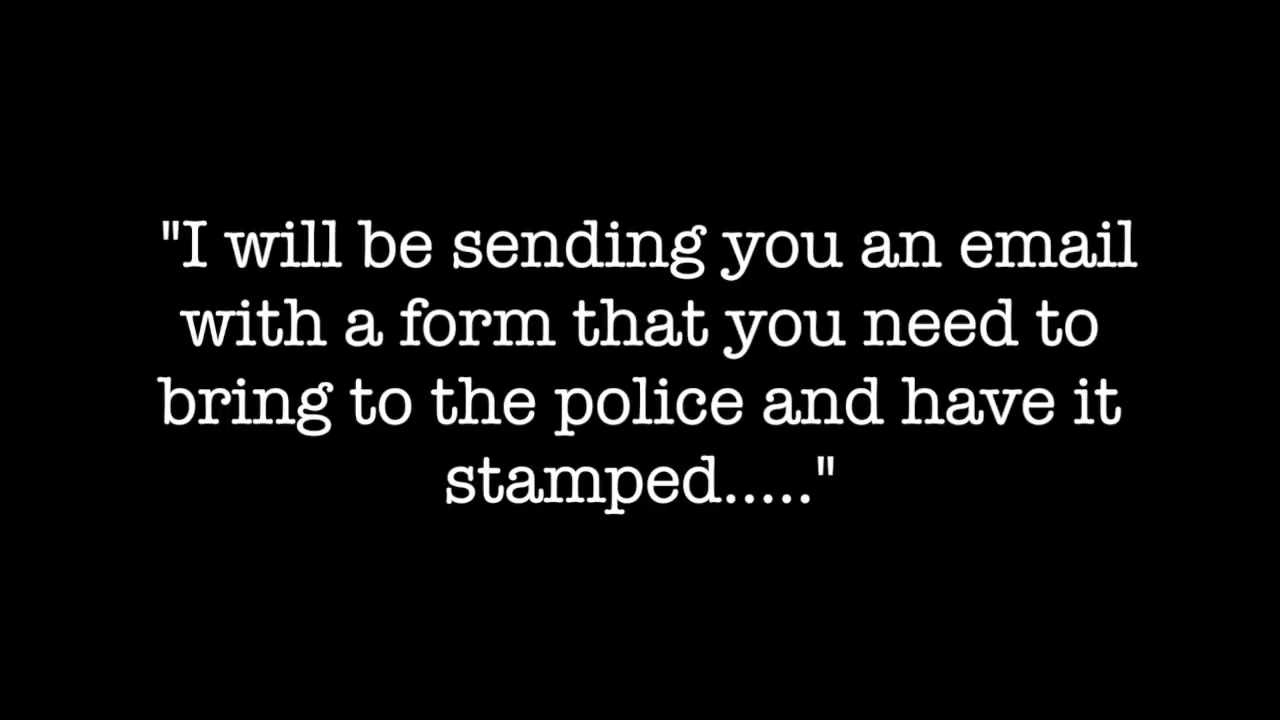 "I will be sending you an email
with a form that you need to
bring to the police and have it
stamped....."